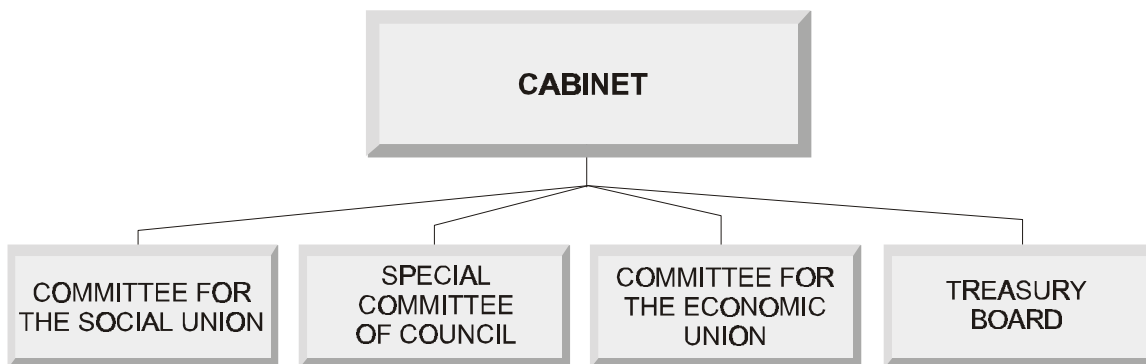 CABINET
COMMITTEE FOR
THE SOCIAL UNION
SPECIAL
COMMITTEE
OF COUNCIL
COMMITTEE FOR
THE ECONOMIC
UNION
TREASURY
BOARD